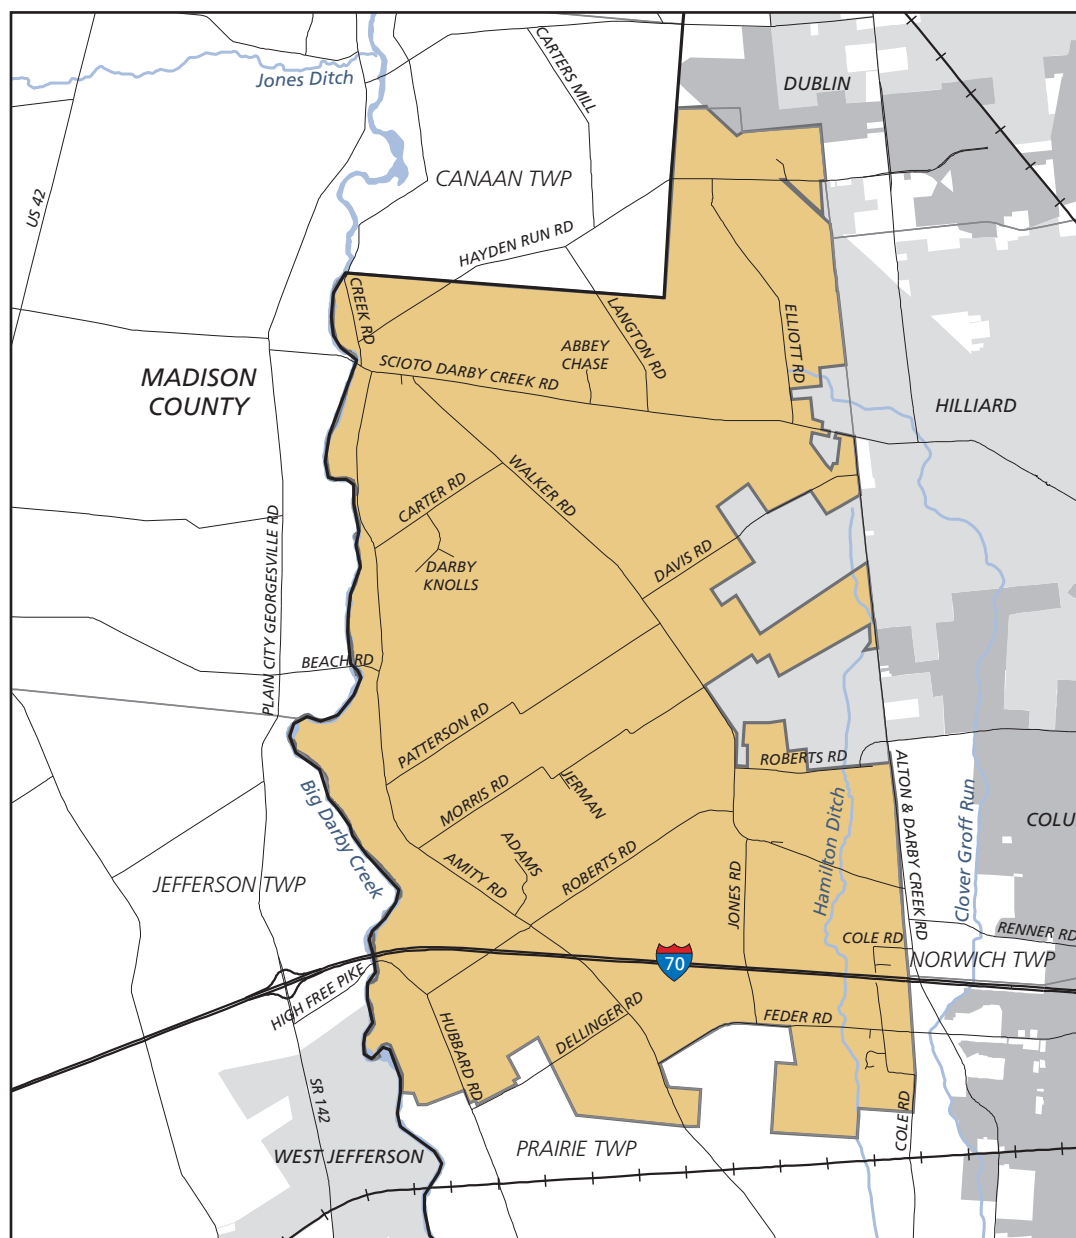 DUBLIN
Jones Ditch
CARTERS MILL
CANAAN TWP
US 42
HAYDEN RUN RD
CREEK RD
LANGTON RD
ELLIOTT RD
ABBEY
CHASE
SCIOTO DARBY CREEK RD
MADISON
COUNTY
HILLIARD
WALKER RD
CARTER RD
PLAIN CITY GEORGESVILLE RD
DAVIS RD
DARBY
KNOLLS
BEACH RD
PATTERSON RD
ROBERTS RD
ALTON & DARBY CREEK RD
Big Darby Creek
MORRIS RD
JERMAN
Hamilton Ditch
Clover Groff Run
COLU
ADAMS
AMITY RD
ROBERTS RD
JONES RD
JEFFERSON TWP
RENNER RD
COLE RD
NORWICH TWP
70
HIGH FREE PIKE
FEDER RD
DELLINGER RD
HUBBARD RD
SR 142
COLE RD
WEST JEFFERSON
PRAIRIE TWP